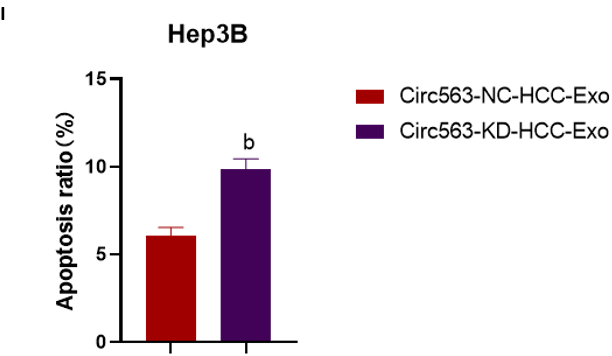 I
Hep3B
15
10
5
0
Apoptosis ratio (%)
b
Circ563-NC-HCC-Exo
Circ563-KD-HCC-Exo